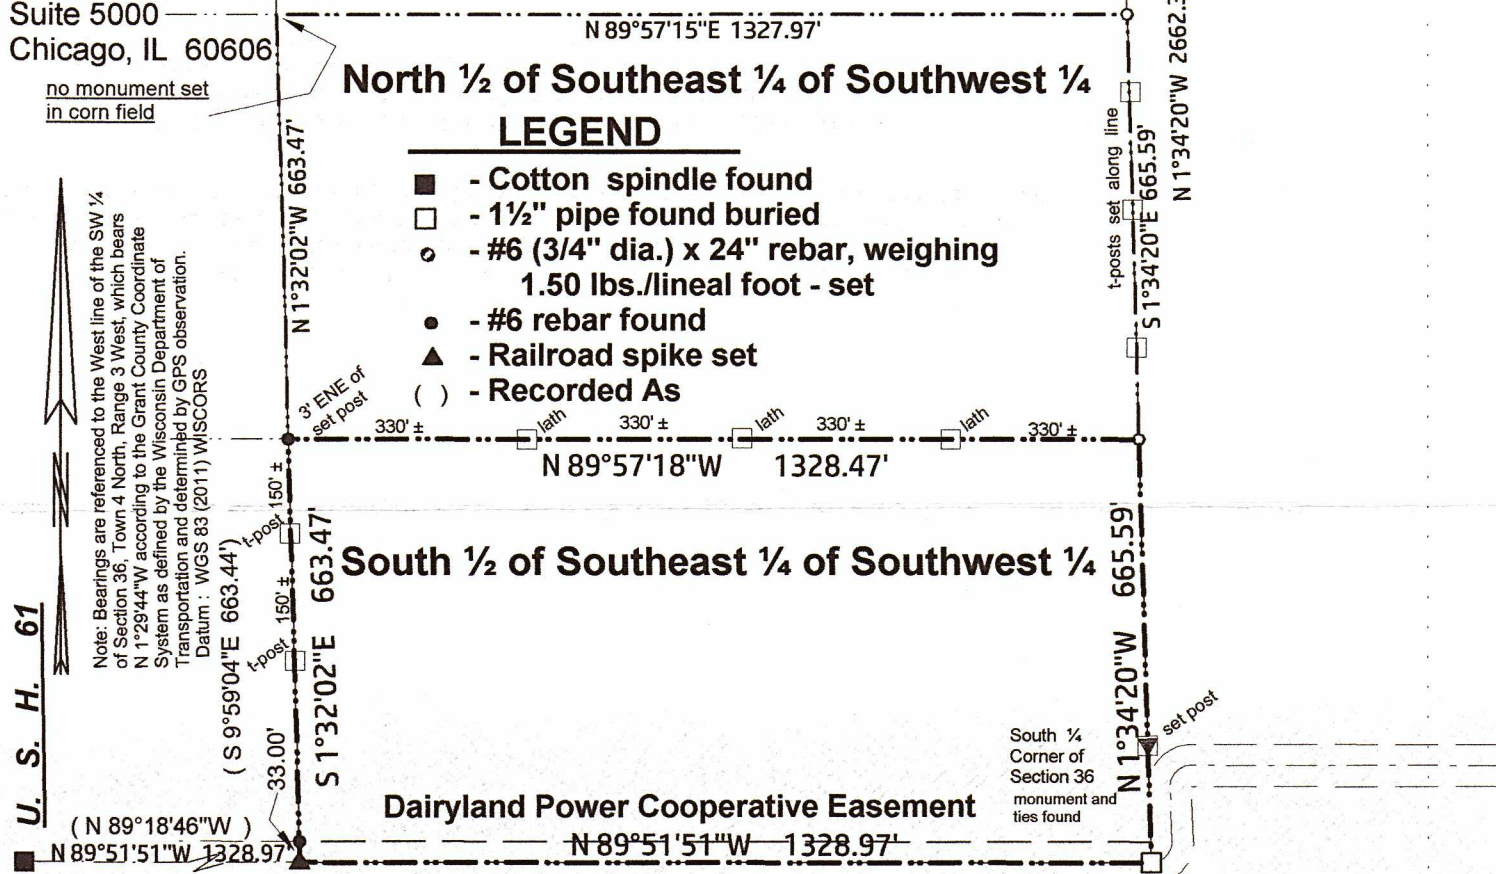 Suite 5000
Chicago, IL 60606
no monument set
in corn field
N 89°57'15"E 1327.97'
North ½ of Southeast ¼ of Southwest ¼
LEGEND
- Cotton spindle found
- 1½" pipe found buried
- #6 (3/4" dia.) x 24" rebar, weighing
1.50 lbs./lineal foot - set
- #6 rebar found
- Railroad spike set
( ) - Recorded As
N 1°32'02"W 663.47'
t-posts set along line
S 1°34'20"E 665.59'
N 1°34'20"W 2662.3
Note: Bearings are referenced to the West line of the SW ¼
of Section 36, Town 4 North, Range 3 West, which bears
N 1°29'44"W according to the Grant County Coordinate
System as defined by the Wisconsin Department of
Transportation and determined by GPS observation.
Datum : WGS 83 (2011) WISCORS
N
3' ENE of
set post
330' ±
lath
330' ±
lath
330' ±
lath
330' ±
N 89°57'18"W 1328.47'
150' ±
t-post
150' ±
t-post
South ½ of Southeast ¼ of Southwest ¼
S 1°32'02"E 663.47'
( S 9°59'04"E 663.44')
33.00'
U. S. H. 61
N 1°34'20"W 665.59'
set post
South ¼
Corner of
Section 36
monument and
ties found
Dairyland Power Cooperative Easement
N 89°51'51"W 1328.97'
( N 89°18'46"W )
N 89°51'51"W 1328.97'